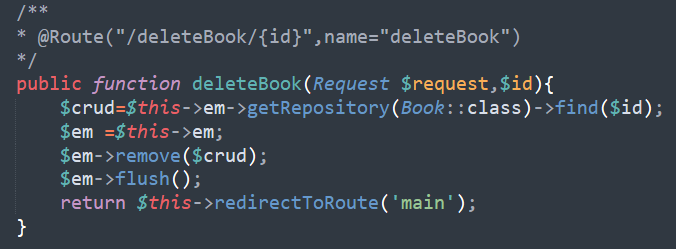 /**
* @Route("/deleteBook/{id}",name="deleteBook")
*/
public function deleteBook(Request $request,$id){
    $crud=$this->em->getRepository(Book::class)->find($id);
    $em =$this->em;
    $em->remove($crud);
    $em->flush();
    return $this->redirectToRoute('main');
}